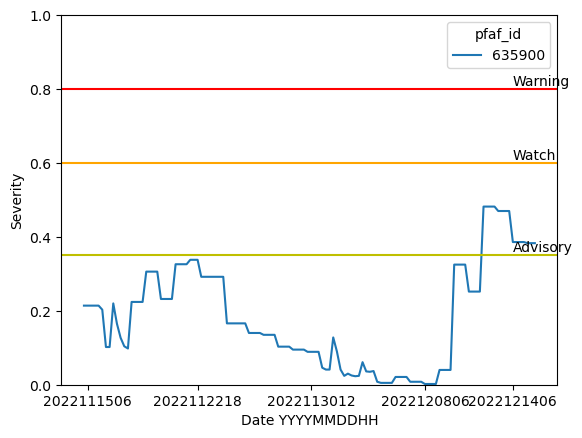 1.0
0.8
0.6
0.4
0.2
0.0
Severity
pfaf_id
635900
Warning
Watch
Advisory
2022111506 2022112218 2022113012 2022120806 2022121406
Date YYYYMMDDHH